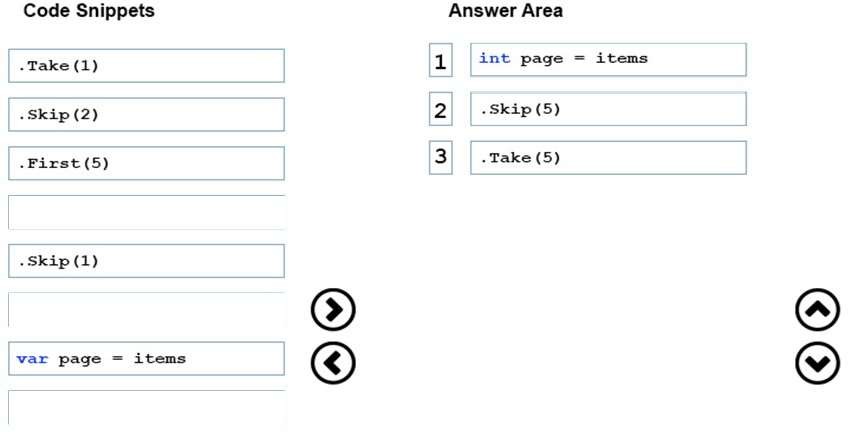 Code Snippets
.Take(1)
.Skip(2)
.First(5)
.Skip(1)
var page = items
Answer Area
1 int page = items
2 .Skip(5)
3 .Take(5)